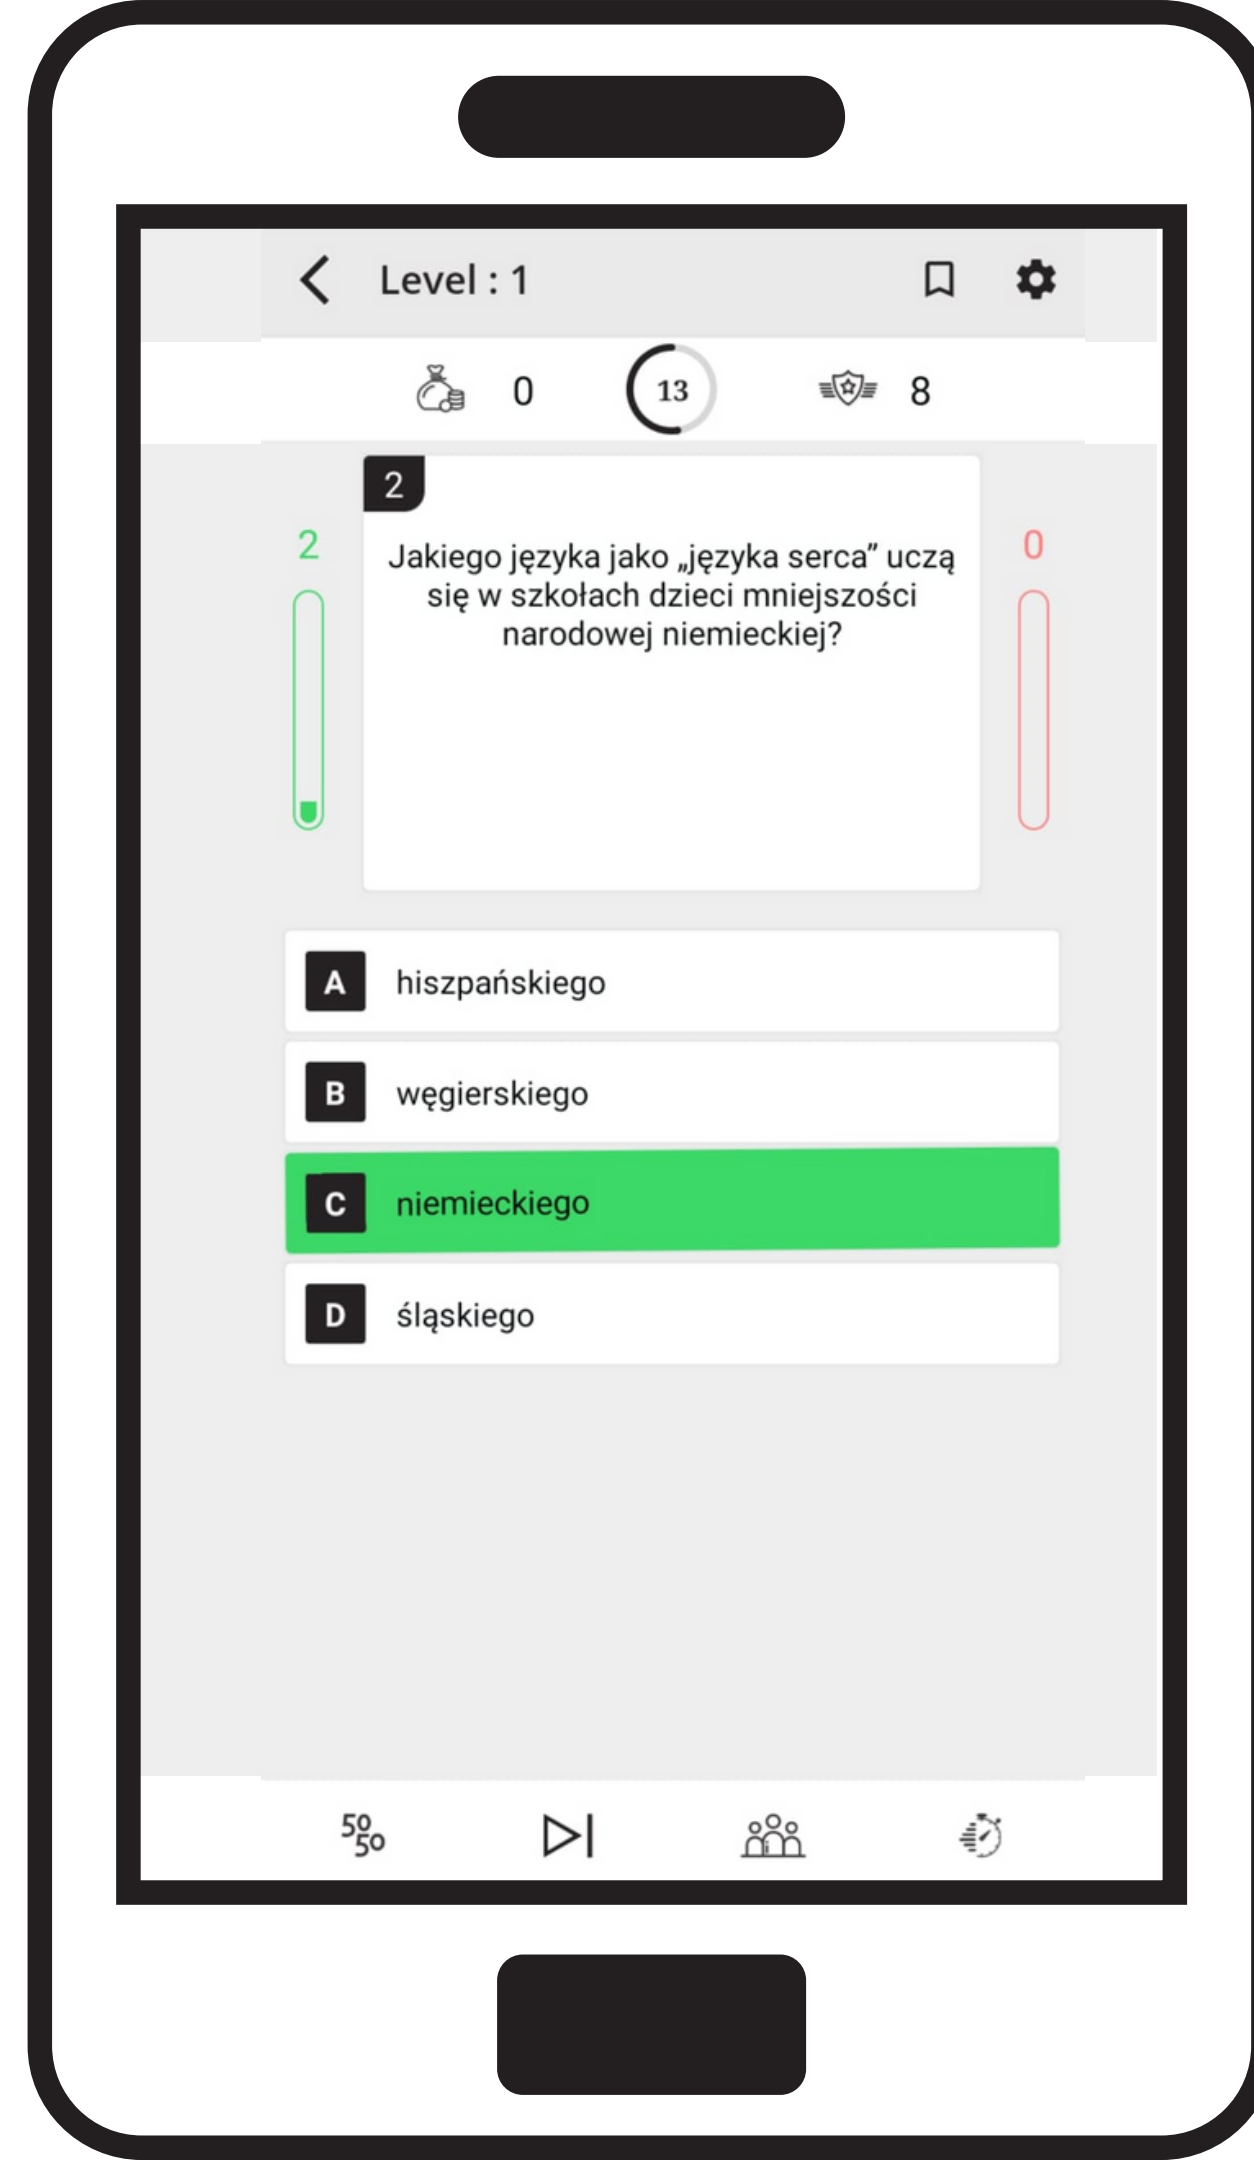 Level : 1
0
13
8
2
2
0
Jakiego języka jako „języka serca” uczą
się w szkołach dzieci mniejszości
narodowej niemieckiej?
A hiszpańskiego
B węgierskiego
C niemieckiego
D śląskiego
50
50